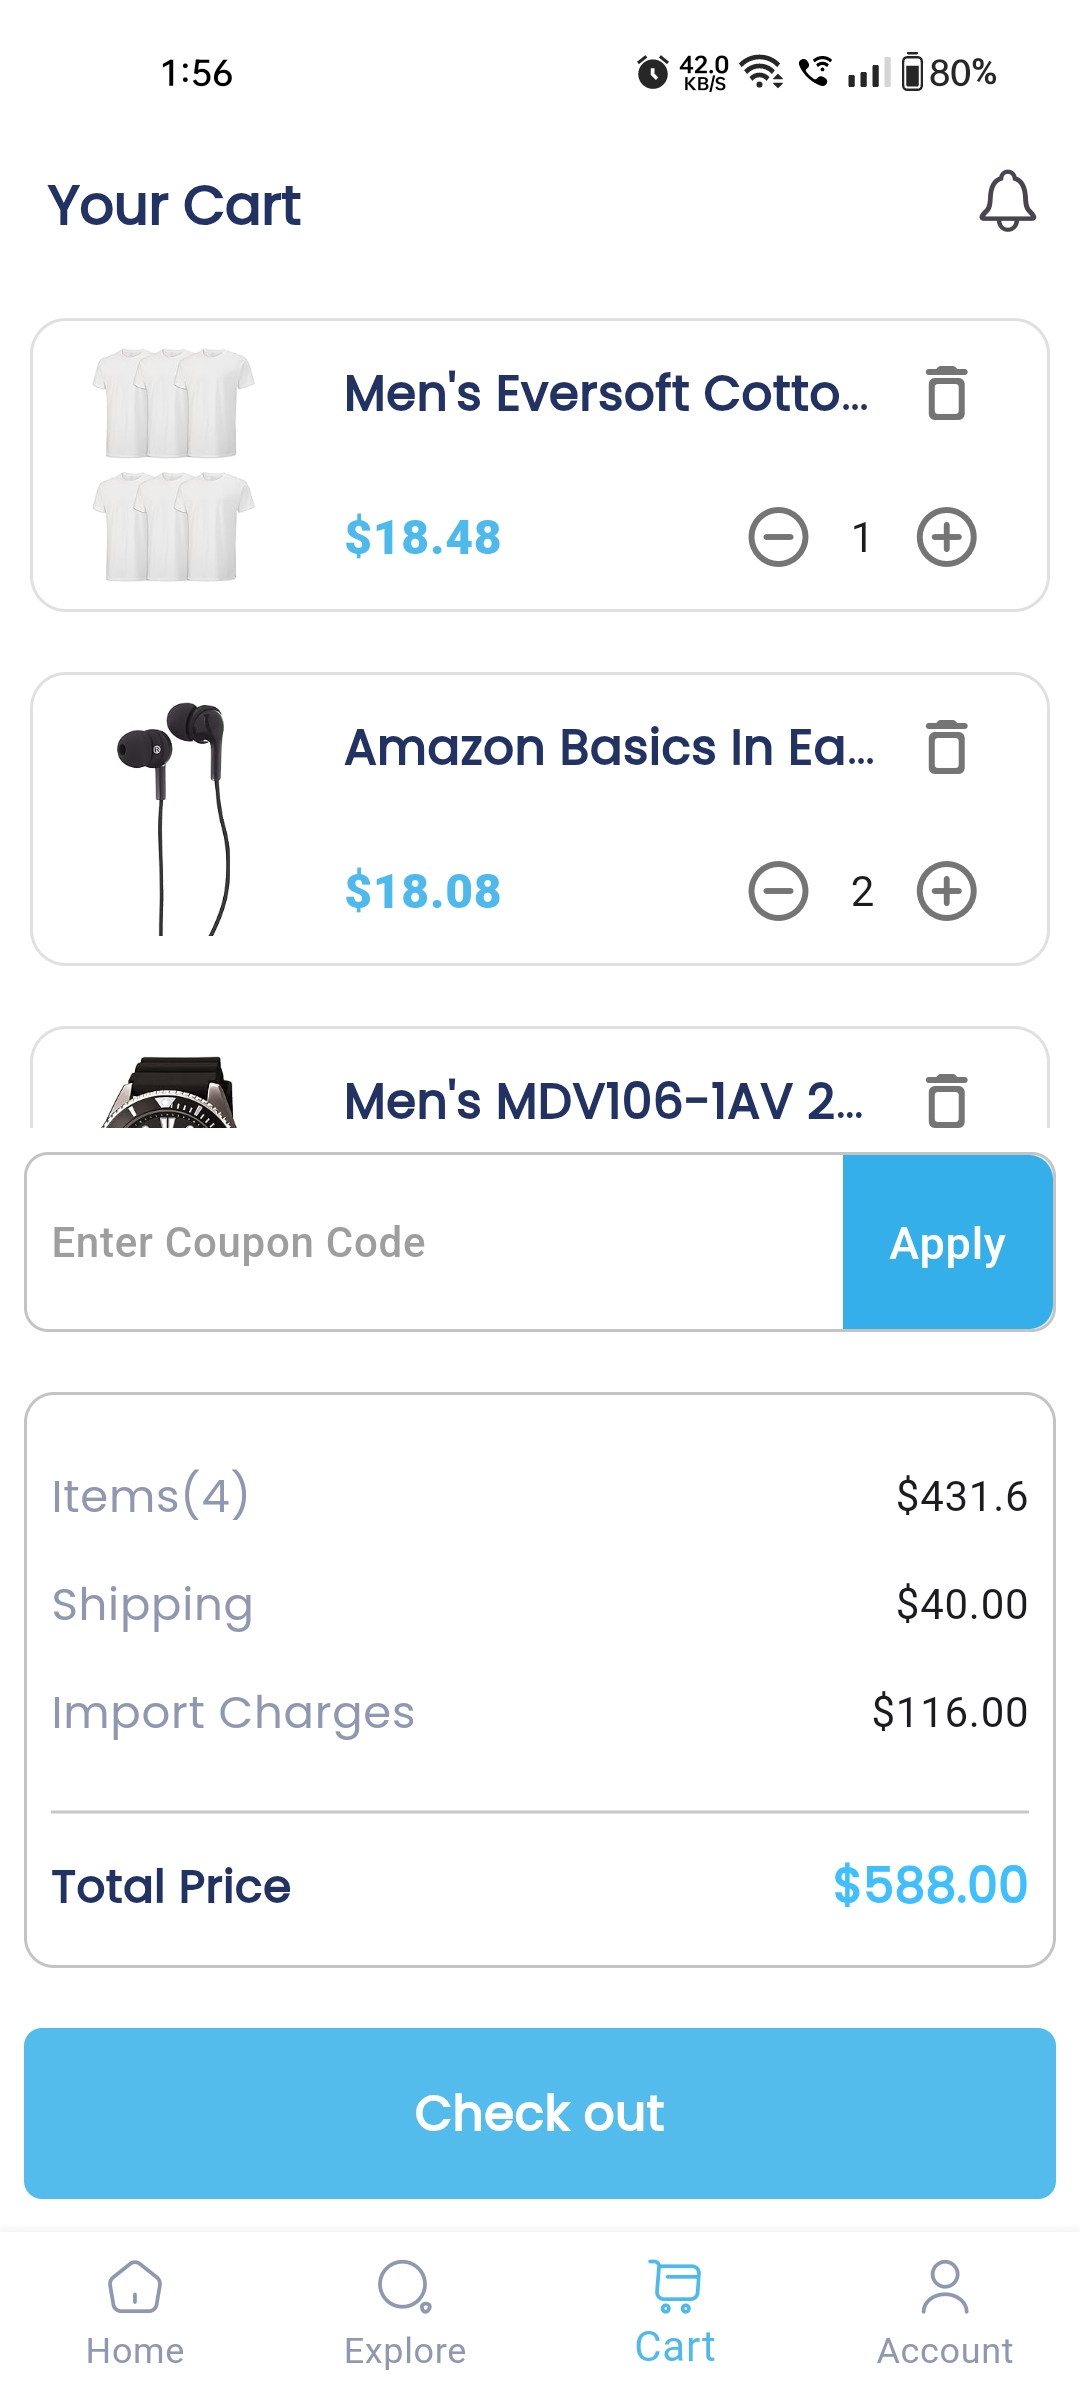 1:56
42.0
KB/S
80%
Your Cart
Men's Eversoft Cotto...
$18.48
1
Amazon Basics In Ea...
$18.08
2
Men's MDV106-1AV 2...
Enter Coupon Code
Apply
Items(4)
$431.6
Shipping
$40.00
Import Charges
$116.00
Total Price
$588.00
Check out
Home
Explore
Cart
Account